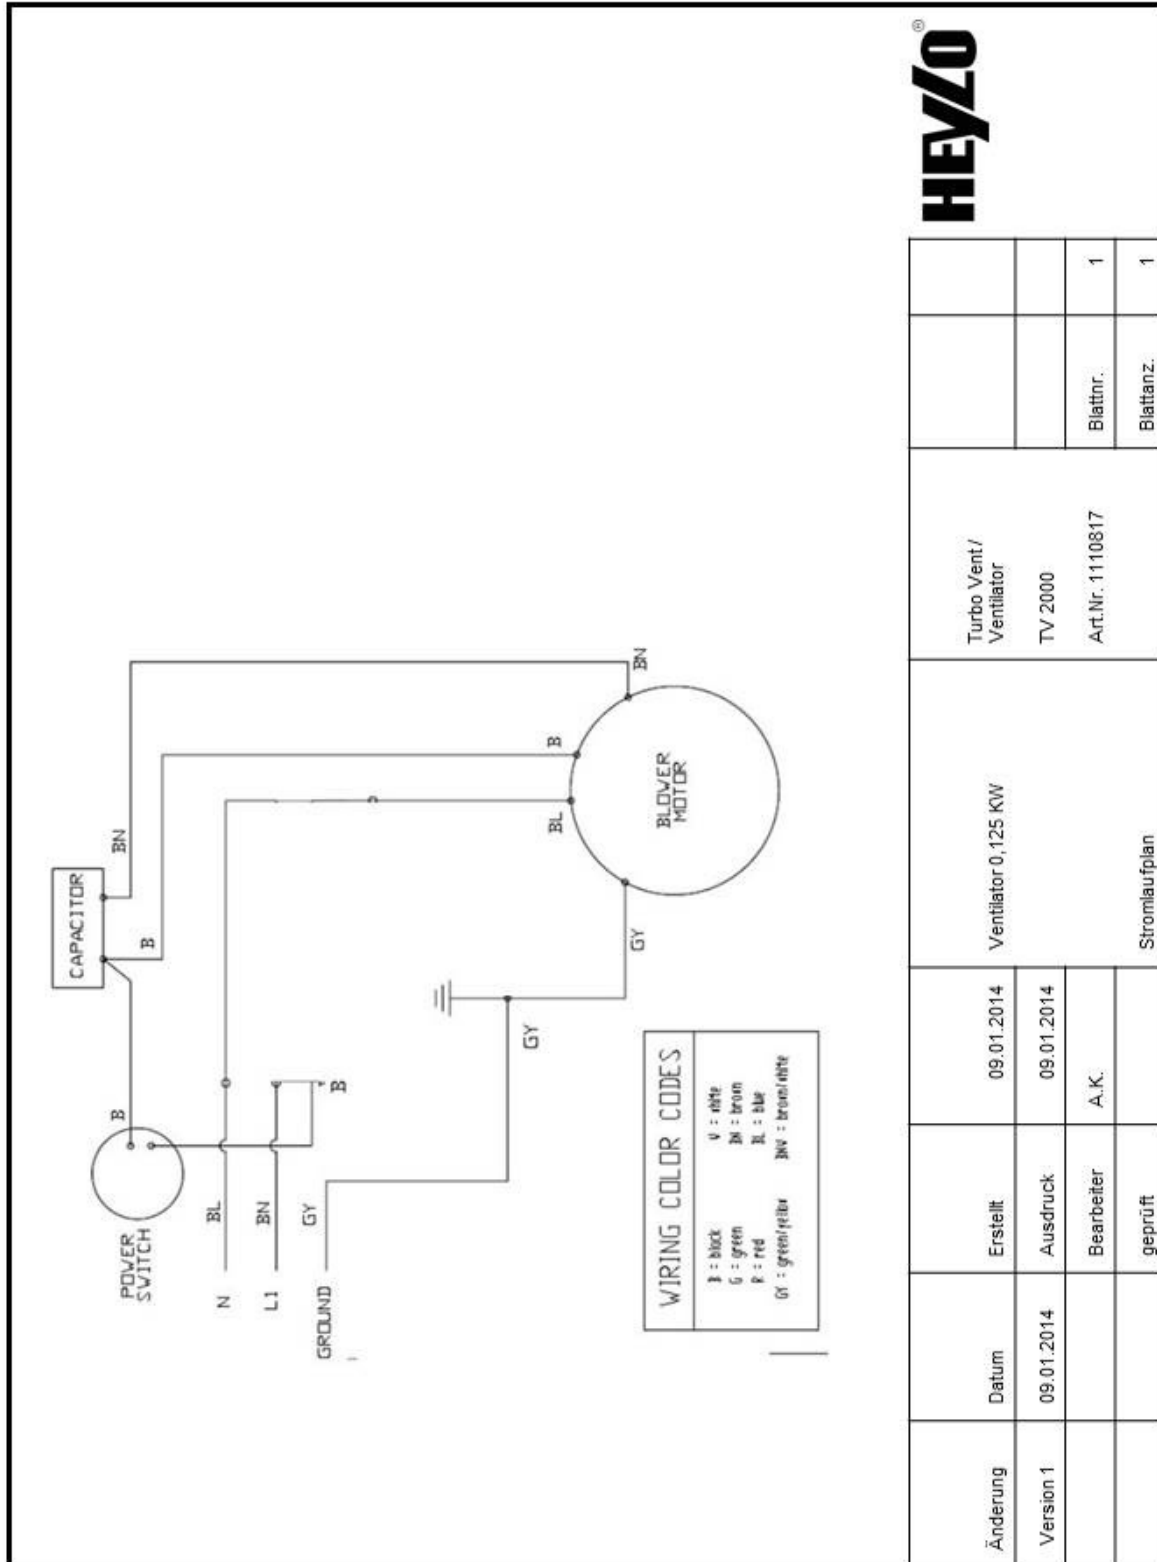 CAPACITOR
BN
B
B
POWER
SWITCH
BL
N
BN
L1
GY
GROUND
B
GY
GY
BL
B
BN
BLOWER
MOTOR
WIRING COLOR CODES
B = black
G = green
R = red
GY = green/yellow
W = white
BN = brown
BL = blue
BNW = brown/white
HEYLO®
Änderung Datum Erstellt 09.01.2014 Ventilator 0,125 KW Turbo Vent /
Ventilator
Version 1 09.01.2014 Ausdruck 09.01.2014 TV 2000
Bearbeiter A.K. Art.Nr. 1110817 Blattnr. 1
geprüft Stromlaufplan Blattanz. 1